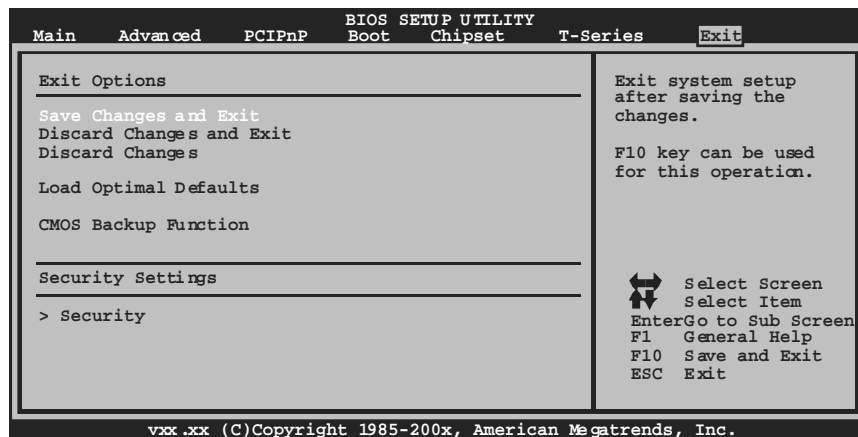 BIOS SETUP UTILITY
Main Advanced PCIPnP Boot Chipset T-Series Exit
Exit Options
Save Changes and Exit
Discard Changes and Exit
Discard Changes
Load Optimal Defaults
CMOS Backup Function
Security Settings
> Security
Exit system setup
after saving the
changes.
F10 key can be used
for this operation.
Select Screen
Select Item
EnterGo to Sub Screen
F1 General Help
F10 Save and Exit
ESC Exit
vxx.xx (C)Copyright 1985-200x, American Megatrends, Inc.